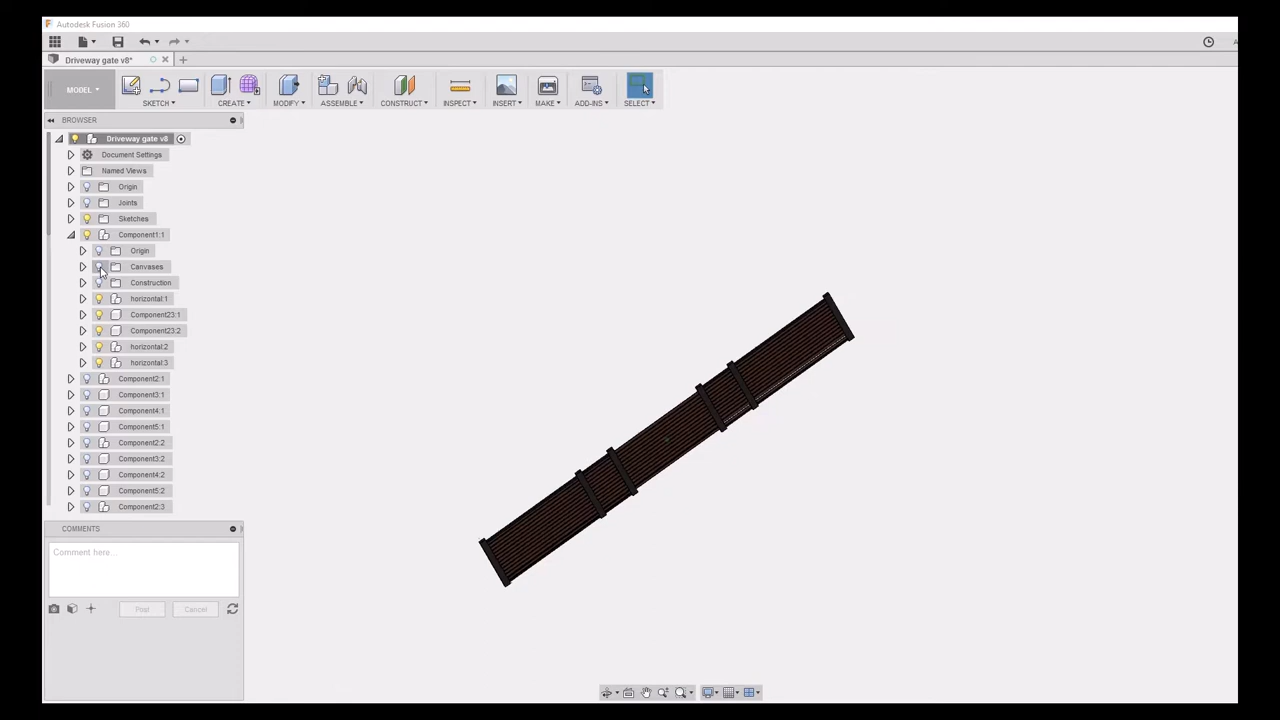 Autodesk Fusion 360
Driveway gate v8*
MODEL
SKETCH
CREATE
MODIFY
ASSEMBLE
CONSTRUCT
INSPECT
INSERT
MAKE
ADD-INS
SELECT
BROWSER
Driveway gate v8
Document Settings
Named Views
Origin
Joints
Sketches
Component1:1
Origin
Canvases
Construction
horizontal:1
Component23:1
Component23:2
horizontal:2
horizontal:3
Component2:1
Component3:1
Component4:1
Component5:1
Component2:2
Component3:2
Component4:2
Component5:2
Component2:3
COMMENTS
Comment here...
Post
Cancel